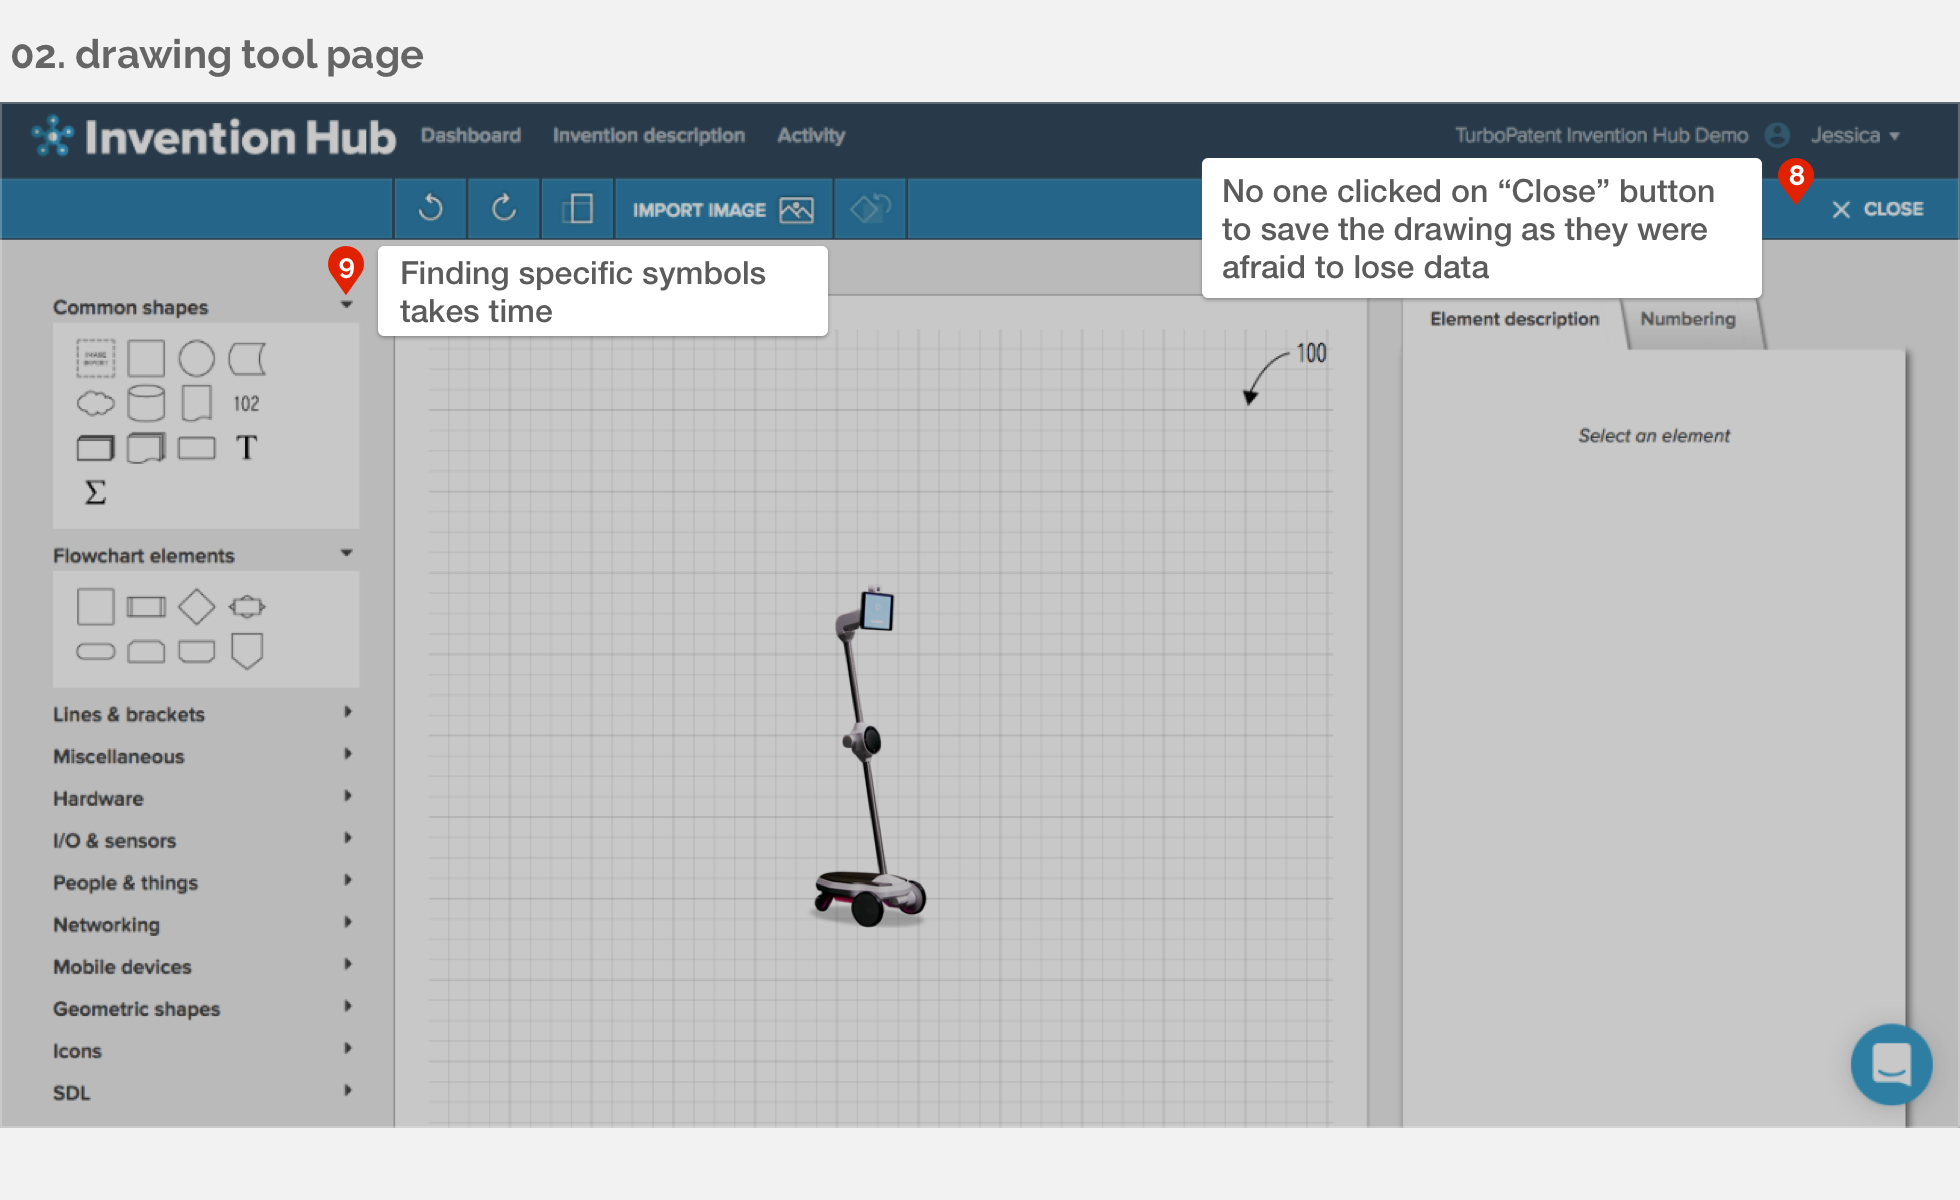 02. drawing tool page
Invention Hub
Dashboard
Invention description
Activity
TurboPatent Invention Hub Demo
Jessica
IMPORT IMAGE
No one clicked on “Close” button
to save the drawing as they were
afraid to lose data
8
CLOSE
9
Finding specific symbols
takes time
Common shapes
IMAGE
IMPORT
102
T
Σ
Flowchart elements
Lines & brackets
Miscellaneous
Hardware
I/O & sensors
People & things
Networking
Mobile devices
Geometric shapes
Icons
SDL
100
Element description
Numbering
Select an element